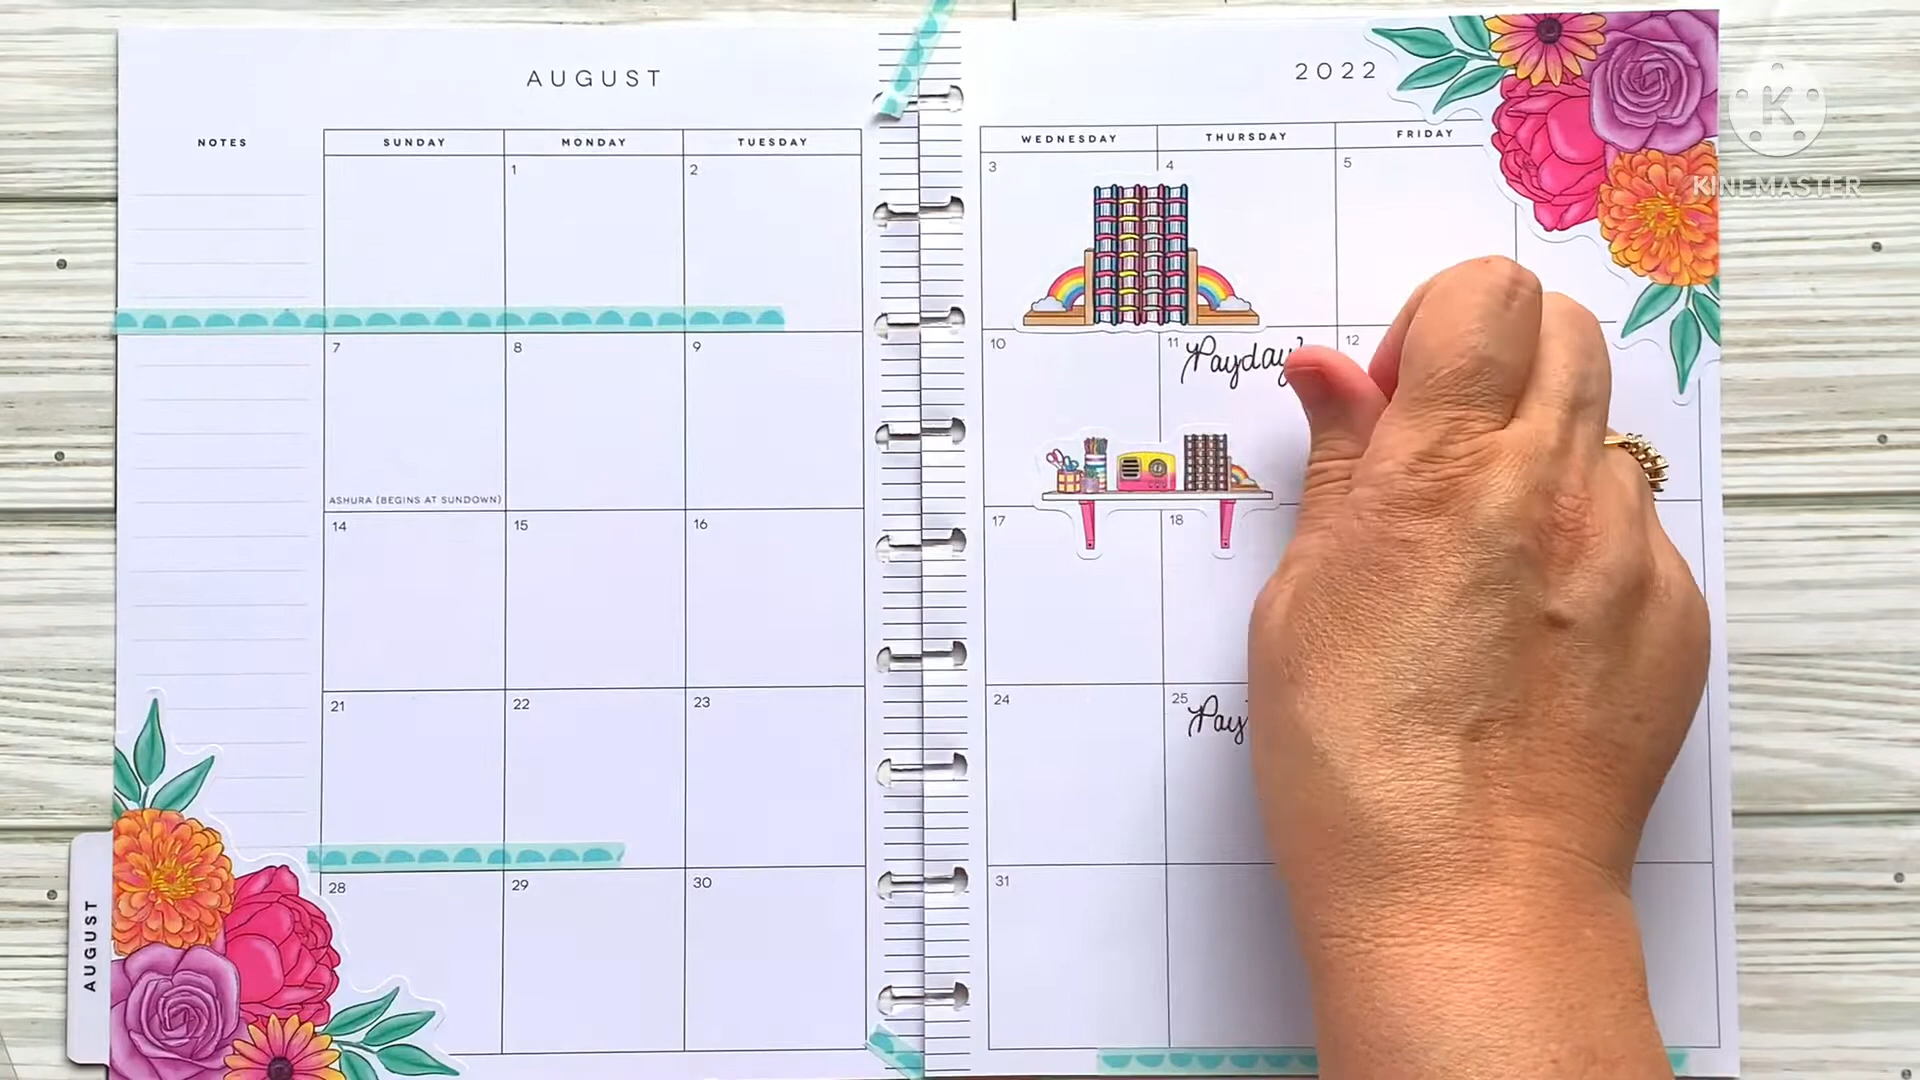 AUGUST
2022
NOTES
SUNDAY MONDAY TUESDAY
WEDNESDAY THURSDAY FRIDAY
1 2
3 4 5
7 8 9
10 11 Payday 12
ASHURA (BEGINS AT SUNDOWN)
14 15 16
17 18
21 22 23
24 25 Pay
28 29 30
31
AUGUST
K
KINEMASTER